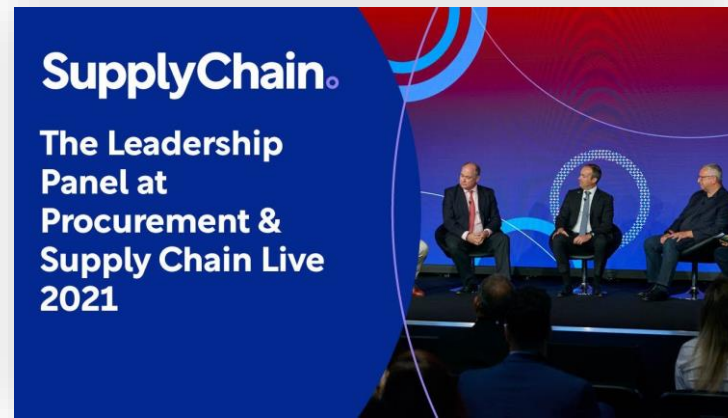 SupplyChain.
The Leadership
Panel at
Procurement &
Supply Chain Live
2021